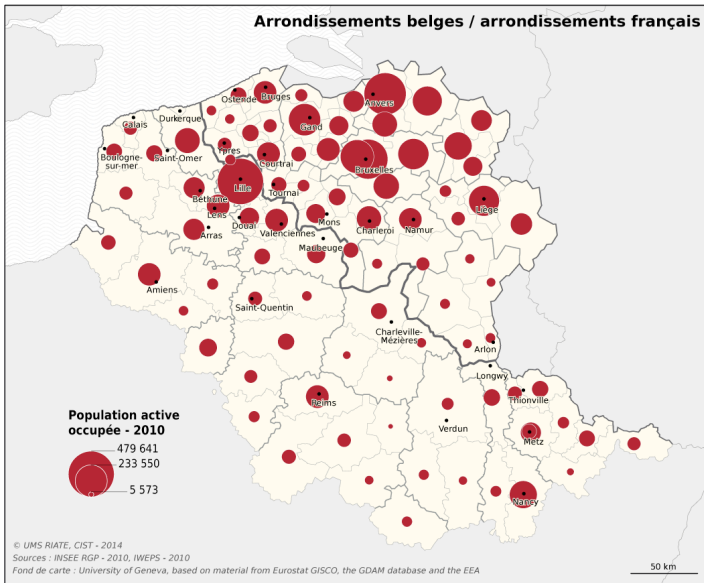 Arrondissements belges / arrondissements français
Ostende
Bruges
Anvers
Calais
Dunkerque
Gand
Ypres
Boulogne-
sur-mer
Saint-Omer
Courtrai
Bruxelles
Lille
Tournai
Béthune
Lens
Liège
Douai
Mons
Arras
Valenciennes
Charleroi
Namur
Maubeuge
Amiens
Saint-Quentin
Charleville-
Mézières
Arlon
Longwy
Reims
Thionville
Verdun
Metz
Nancy
Population active
occupée - 2010
479 641
233 550
5 573
© UMS RIATE, CIST - 2014
Sources : INSEE RGP - 2010, IWEPS - 2010
Fond de carte : University of Geneva, based on material from Eurostat GISCO, the GDAM database and the EEA
50 km